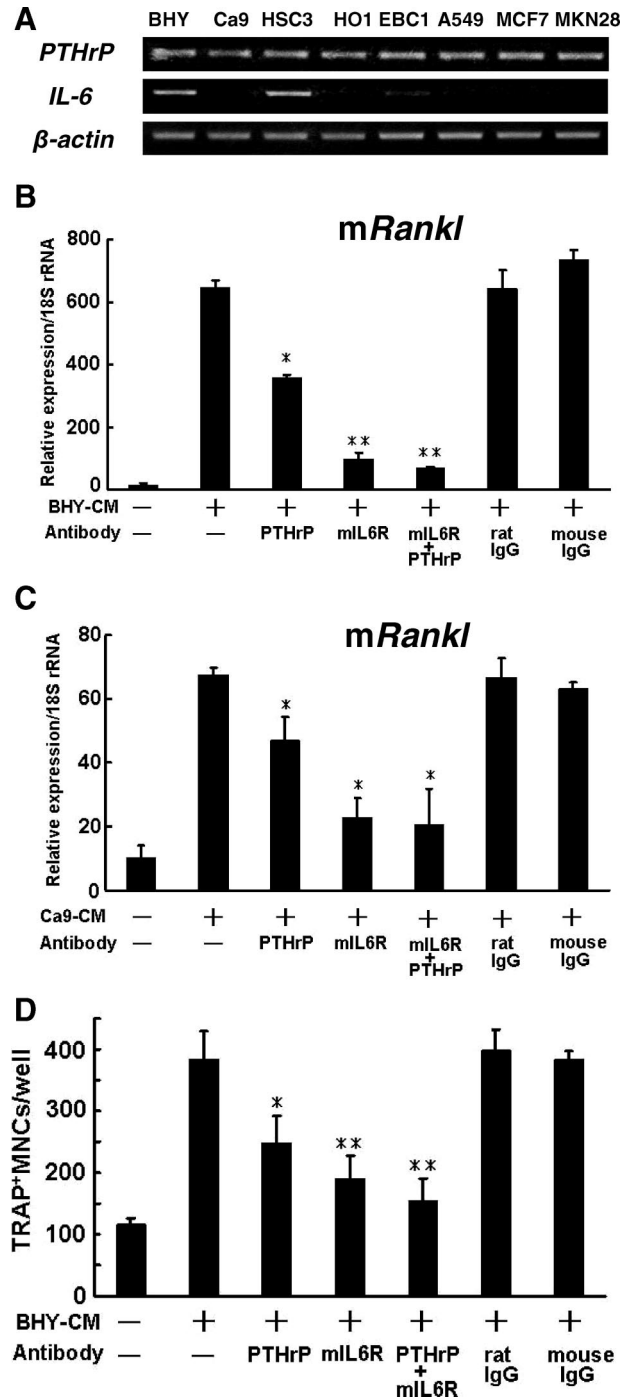 A
BHY Ca9 HSC3 HO1 EBC1 A549 MCF7 MKN28
PTHrP
IL-6
β-actin
B
mRankl
Relative expression/18S rRNA
800
600
400
200
0
*
**
**
BHY-CM — + + + + + +
Antibody — — PTHrP mIL6R mIL6R + PTHrP rat IgG mouse IgG
C
mRankl
Relative expression/18S rRNA
80
60
40
20
0
*
*
*
Ca9-CM — + + + + + +
Antibody — — PTHrP mIL6R mIL6R + PTHrP rat IgG mouse IgG
D
TRAP+MNCs/well
400
300
200
100
0
*
**
**
BHY-CM — + + + + + +
Antibody — — PTHrP mIL6R PTHrP + mIL6R rat IgG mouse IgG